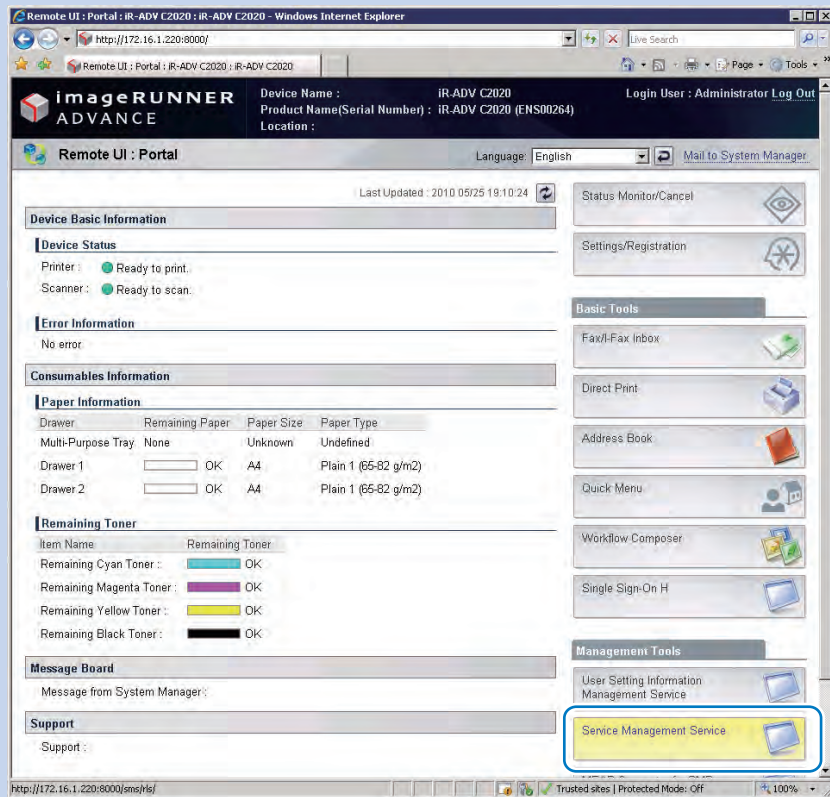 Remote UI : Portal : iR-ADV C2020 : iR-ADV C2020 - Windows Internet Explorer
http://172.16.1.220:8000/
Live Search
Remote UI : Portal : iR-ADV C2020 : iR-ADV C2020
Page
Tools
imageRUNNER
ADVANCE
Device Name : iR-ADV C2020
Product Name(Serial Number) : iR-ADV C2020 (ENS00264)
Location :
Login User : Administrator Log Out
Remote UI : Portal
Language: English
Mail to System Manager
Last Updated : 2010 05/25 19:10:24
Device Basic Information
Device Status
Printer : Ready to print.
Scanner : Ready to scan.
Error Information
No error.
Consumables Information
Paper Information
Drawer Remaining Paper Paper Size Paper Type
Multi-Purpose Tray None Unknown Undefined
Drawer 1 OK A4 Plain 1 (65-82 g/m2)
Drawer 2 OK A4 Plain 1 (65-82 g/m2)
Remaining Toner
Item Name Remaining Toner
Remaining Cyan Toner : OK
Remaining Magenta Toner : OK
Remaining Yellow Toner : OK
Remaining Black Toner : OK
Message Board
Message from System Manager :
Support
Support :
Status Monitor/Cancel
Settings/Registration
Basic Tools
Fax/I-Fax Inbox
Direct Print
Address Book
Quick Menu
Workflow Composer
Single Sign-On H
Management Tools
User Setting Information
Management Service
Service Management Service
http://172.16.1.220:8000/sms/rls/
Trusted sites | Protected Mode: Off
100%